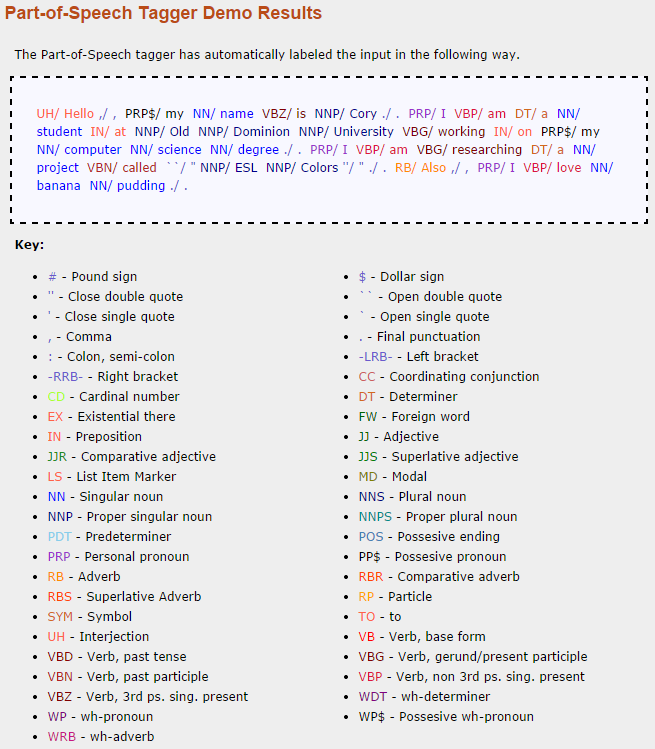 Part-of-Speech Tagger Demo Results
The Part-of-Speech tagger has automatically labeled the input in the following way.
UH/ Hello ,/ , PRP$/ my NN/ name VBZ/ is NNP/ Cory ./ . PRP/ I VBP/ am DT/ a NN/
student IN/ at NNP/ Old NNP/ Dominion NNP/ University VBG/ working IN/ on PRP$/ my
NN/ computer NN/ science NN/ degree ./ . PRP/ I VBP/ am VBG/ researching DT/ a NN/
project VBN/ called ``/ " NNP/ ESL NNP/ Colors ''/ " ./ . RB/ Also ,/ , PRP/ I VBP/ love NN/
banana NN/ pudding ./ .
Key:
# - Pound sign
'' - Close double quote
' - Close single quote
, - Comma
: - Colon, semi-colon
-RRB- - Right bracket
CD - Cardinal number
EX - Existential there
IN - Preposition
JJR - Comparative adjective
LS - List Item Marker
NN - Singular noun
NNP - Proper singular noun
PDT - Predeterminer
PRP - Personal pronoun
RB - Adverb
RBS - Superlative Adverb
SYM - Symbol
UH - Interjection
VBD - Verb, past tense
VBN - Verb, past participle
VBZ - Verb, 3rd ps. sing. present
WP - wh-pronoun
WRB - wh-adverb
$ - Dollar sign
`` - Open double quote
` - Open single quote
. - Final punctuation
-LRB- - Left bracket
CC - Coordinating conjunction
DT - Determiner
FW - Foreign word
JJ - Adjective
JJS - Superlative adjective
MD - Modal
NNS - Plural noun
NNPS - Proper plural noun
POS - Possesive ending
PP$ - Possesive pronoun
RBR - Comparative adverb
RP - Particle
TO - to
VB - Verb, base form
VBG - Verb, gerund/present participle
VBP - Verb, non 3rd ps. sing. present
WDT - wh-determiner
WP$ - Possesive wh-pronoun